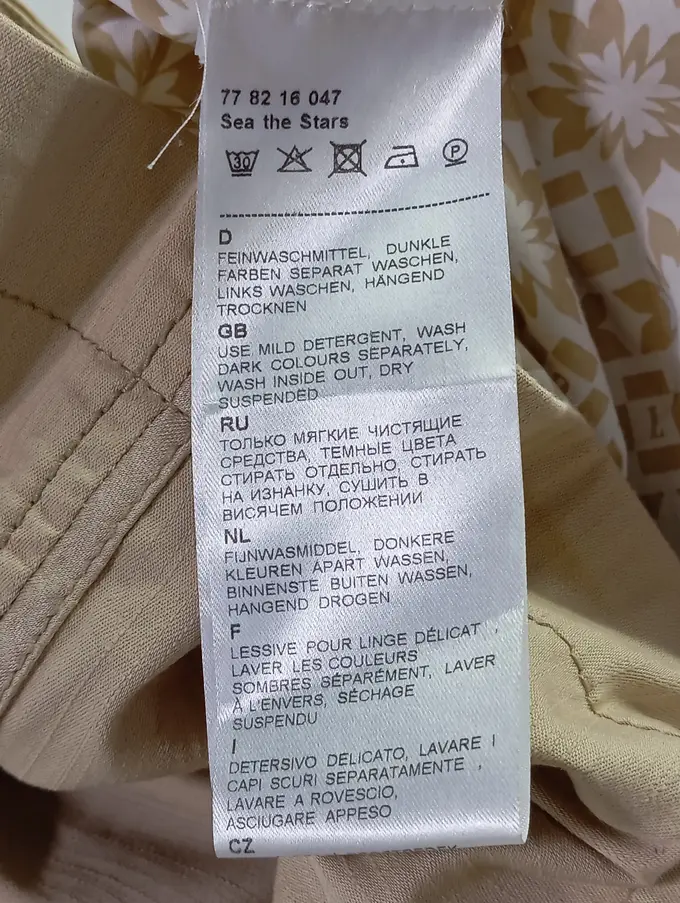 77 82 16 047
Sea the Stars
30
P
D
FEINWASCHMITTEL, DUNKLE
FARBEN SEPARAT WASCHEN,
LINKS WASCHEN, HÄNGEND
TROCKNEN
GB
USE MILD DETERGENT, WASH
DARK COLOURS SEPARATELY,
WASH INSIDE OUT, DRY
SUSPENDED
RU
ТОЛЬКО МЯГКИЕ ЧИСТЯЩИЕ
СРЕДСТВА, ТЕМНЫЕ ЦВЕТА
СТИРАТЬ ОТДЕЛЬНО, СТИРАТЬ
НА ИЗНАНКУ, СУШИТЬ В
ВИСЯЧЕМ ПОЛОЖЕНИИ
NL
FIJNWASMIDDEL, DONKERE
KLEUREN APART WASSEN,
BINNENSTE BUITEN WASSEN,
HANGEND DROGEN
F
LESSIVE POUR LINGE DÉLICAT ,
LAVER LES COULEURS
SOMBRES SÉPARÉMENT, LAVER
À L'ENVERS, SÉCHAGE
SUSPENDU
I
DETERSIVO DELICATO, LAVARE I
CAPI SCURI SEPARATAMENTE ,
LAVARE A ROVESCIO,
ASCIUGARE APPESO
CZ